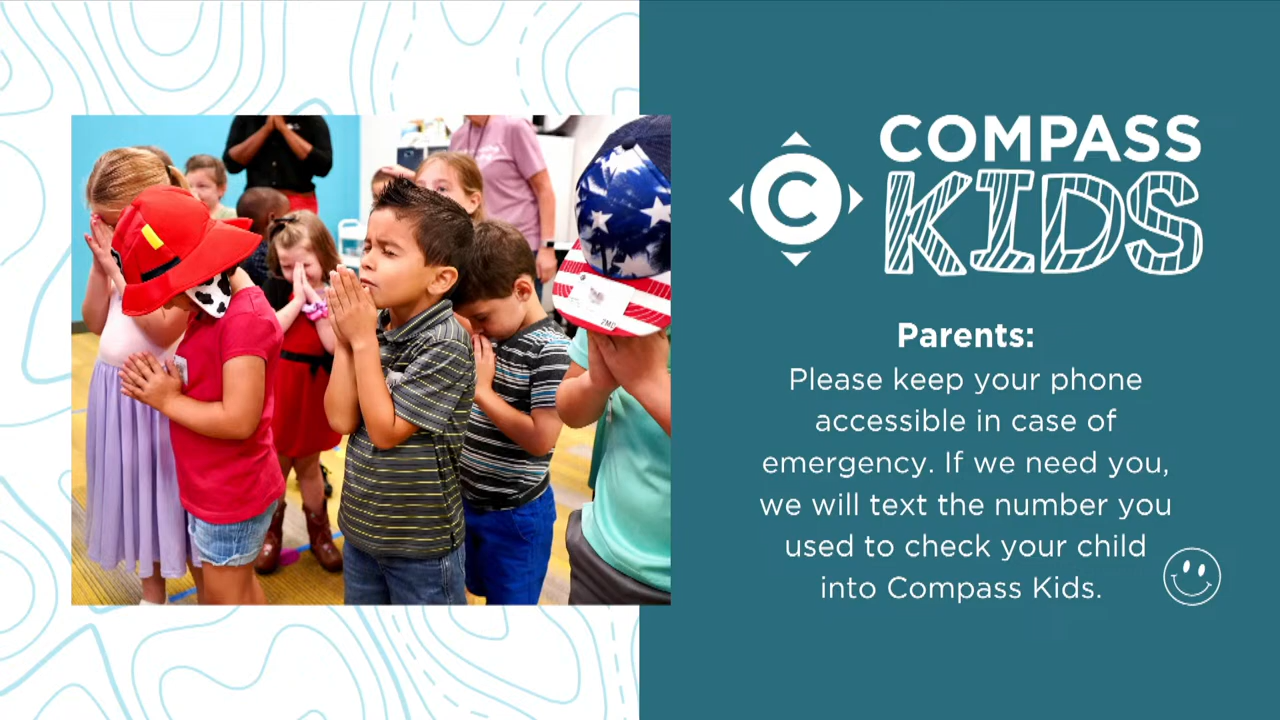 C
COMPASS
KIDS
Parents:
Please keep your phone
accessible in case of
emergency. If we need you,
we will text the number you
used to check your child
into Compass Kids.